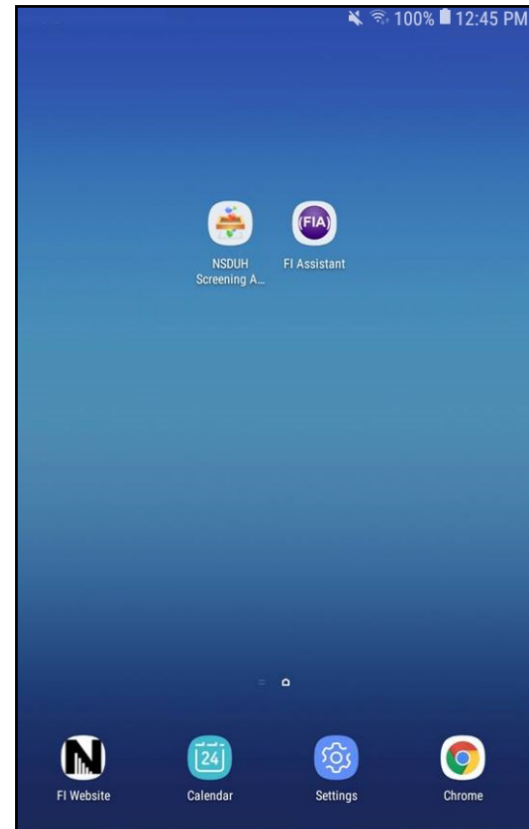 100% 12:45 PM
(FIA)
NSDUH
Screening A...
FI Assistant
N
24
FI Website
Calendar
Settings
Chrome